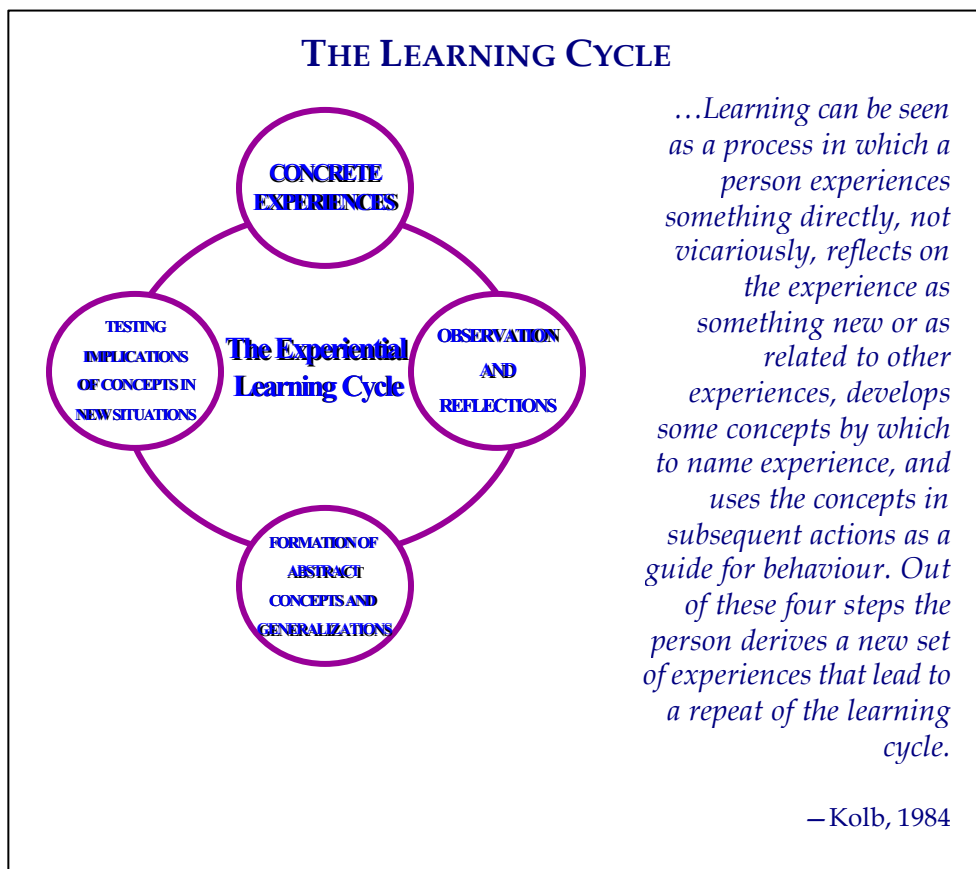 THE LEARNING CYCLE
CONCRETE
EXPERIENCES
OBSERVATION
AND
REFLECTIONS
FORMATION OF
ABSTRACT
CONCEPTS AND
GENERALIZATIONS
TESTING
IMPLICATIONS
OF CONCEPTS IN
NEW SITUATIONS
The Experiential
Learning Cycle
…Learning can be seen
as a process in which a
person experiences
something directly, not
vicariously, reflects on
the experience as
something new or as
related to other
experiences, develops
some concepts by which
to name experience, and
uses the concepts in
subsequent actions as a
guide for behaviour. Out
of these four steps the
person derives a new set
of experiences that lead to
a repeat of the learning
cycle.
—Kolb, 1984